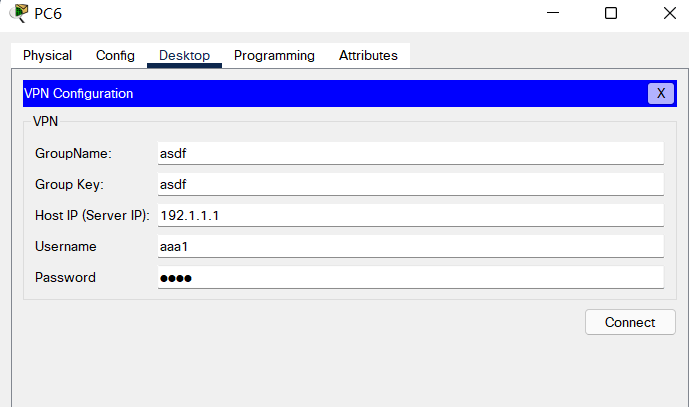 PC6
Physical Config Desktop Programming Attributes
VPN Configuration X
VPN
GroupName: asdf
Group Key: asdf
Host IP (Server IP): 192.1.1.1
Username aaa1
Password ●●●●
Connect